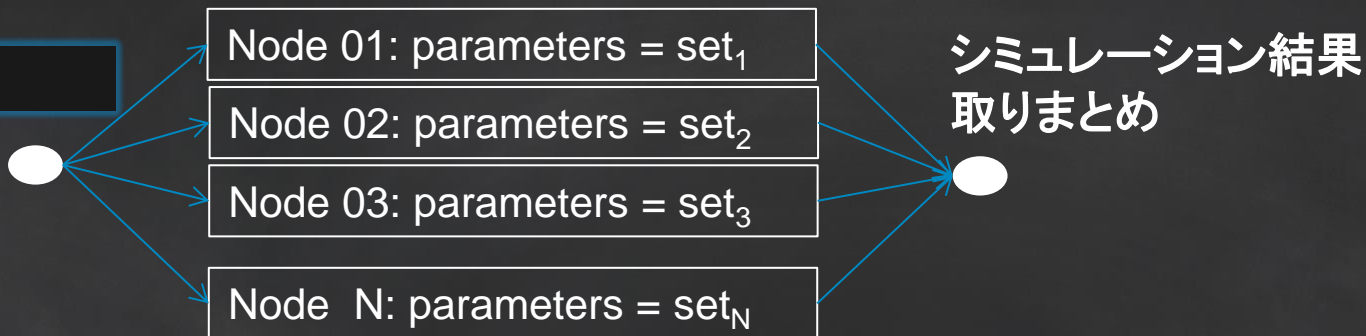 Node 01: parameters = set₁
Node 02: parameters = set₂
Node 03: parameters = set₃
Node  N: parameters = set_N
シミュレーション結果
取りまとめ